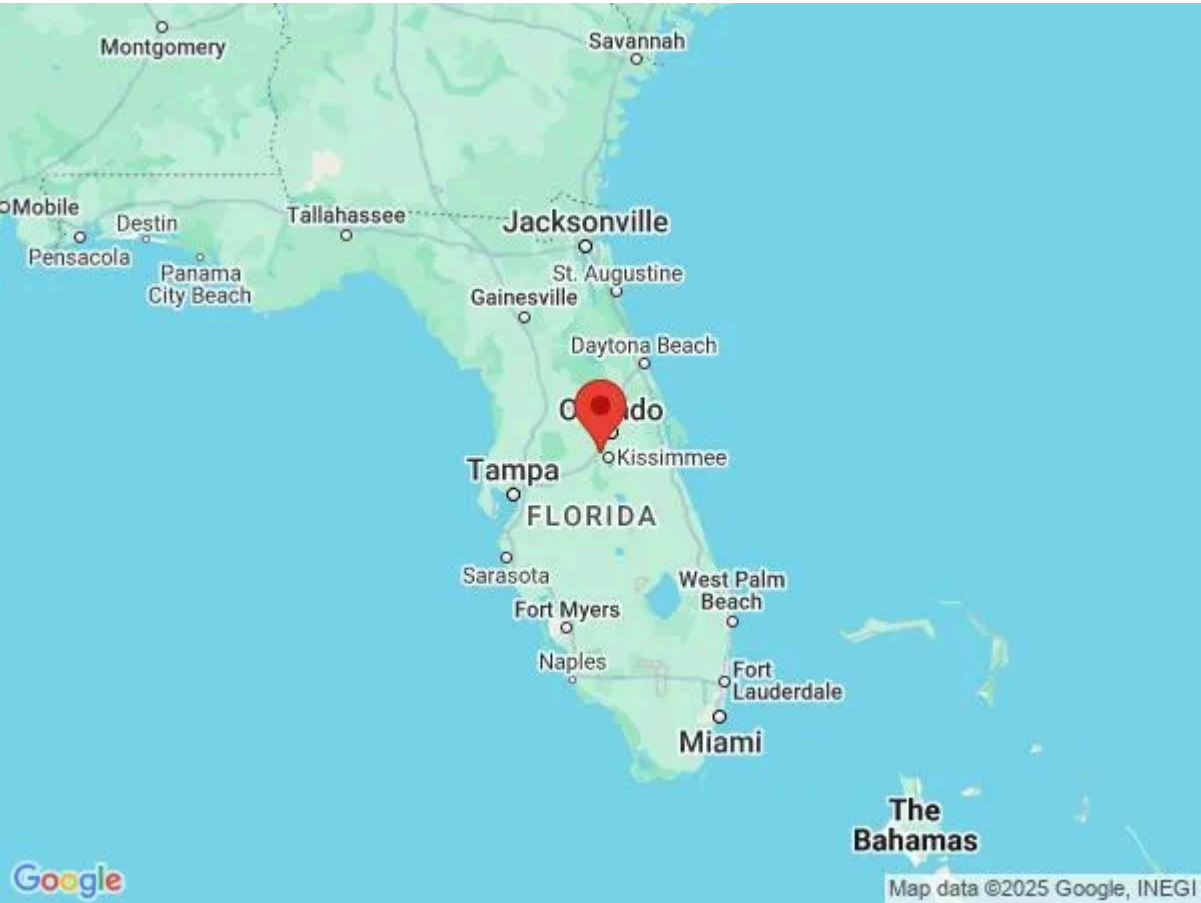 Montgomery
Savannah
Mobile
Destin
Tallahassee
Jacksonville
Pensacola
Panama
City Beach
St. Augustine
Gainesville
Daytona Beach
Kissimmee
Tampa
FLORIDA
Sarasota
West Palm
Beach
Fort Myers
Naples
Fort
Lauderdale
Miami
The
Bahamas
Google
Map data ©2025 Google, INEGI